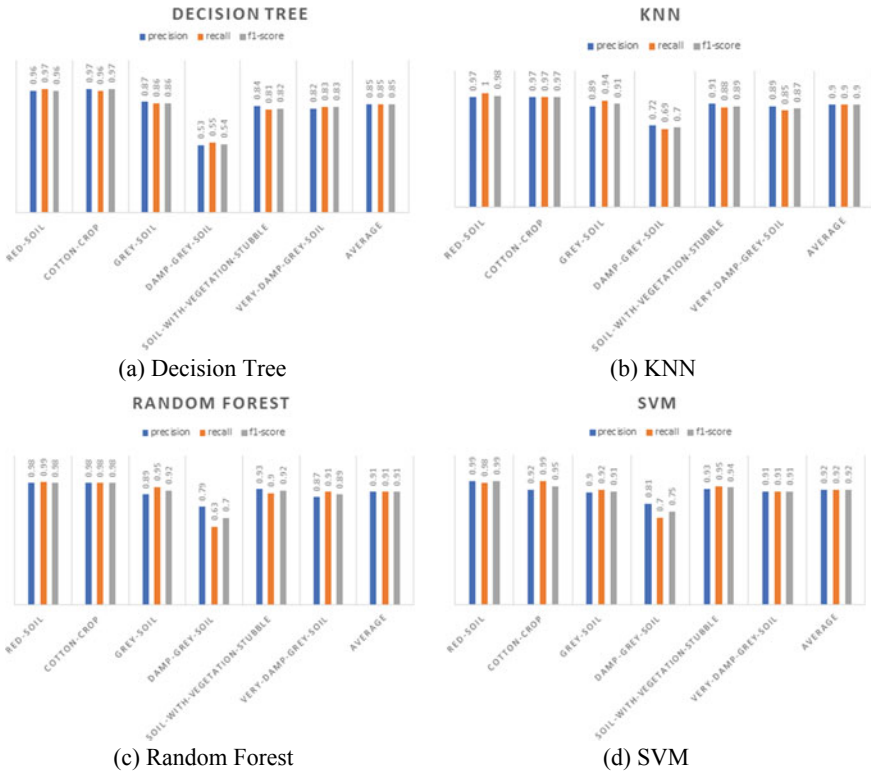 DECISION TREE
precision recall f1-score
0.96 0.97 0.96 0.97 0.96 0.97 0.87 0.86 0.86 0.53 0.55 0.54 0.84 0.81 0.82 0.82 0.83 0.83 0.85 0.85 0.85
RED-SOIL
COTTON-CROP
GREY-SOIL
DAMP-GREY-SOIL
SOIL-WITH-VEGETATION-STUBBLE
VERY-DAMP-GREY-SOIL
AVERAGE
(a) Decision Tree
KNN
precision recall f1-score
0.97 1 0.98 0.97 0.97 0.97 0.89 0.94 0.91 0.72 0.69 0.7 0.91 0.88 0.89 0.89 0.85 0.87 0.9 0.9 0.9
RED-SOIL
COTTON-CROP
GREY-SOIL
DAMP-GREY-SOIL
SOIL-WITH-VEGETATION-STUBBLE
VERY-DAMP-GREY-SOIL
AVERAGE
(b) KNN
RANDOM FOREST
precision recall f1-score
0.98 0.99 0.98 0.98 0.98 0.98 0.89 0.95 0.92 0.79 0.63 0.7 0.93 0.9 0.92 0.87 0.91 0.89 0.91 0.91 0.91
RED-SOIL
COTTON-CROP
GREY-SOIL
DAMP-GREY-SOIL
SOIL-WITH-VEGETATION-STUBBLE
VERY-DAMP-GREY-SOIL
AVERAGE
(c) Random Forest
SVM
precision recall f1-score
0.99 0.98 0.99 0.92 0.99 0.95 0.9 0.92 0.91 0.81 0.7 0.75 0.93 0.95 0.94 0.91 0.91 0.91 0.92 0.92 0.92
RED-SOIL
COTTON-CROP
GREY-SOIL
DAMP-GREY-SOIL
SOIL-WITH-VEGETATION-STUBBLE
VERY-DAMP-GREY-SOIL
AVERAGE
(d) SVM